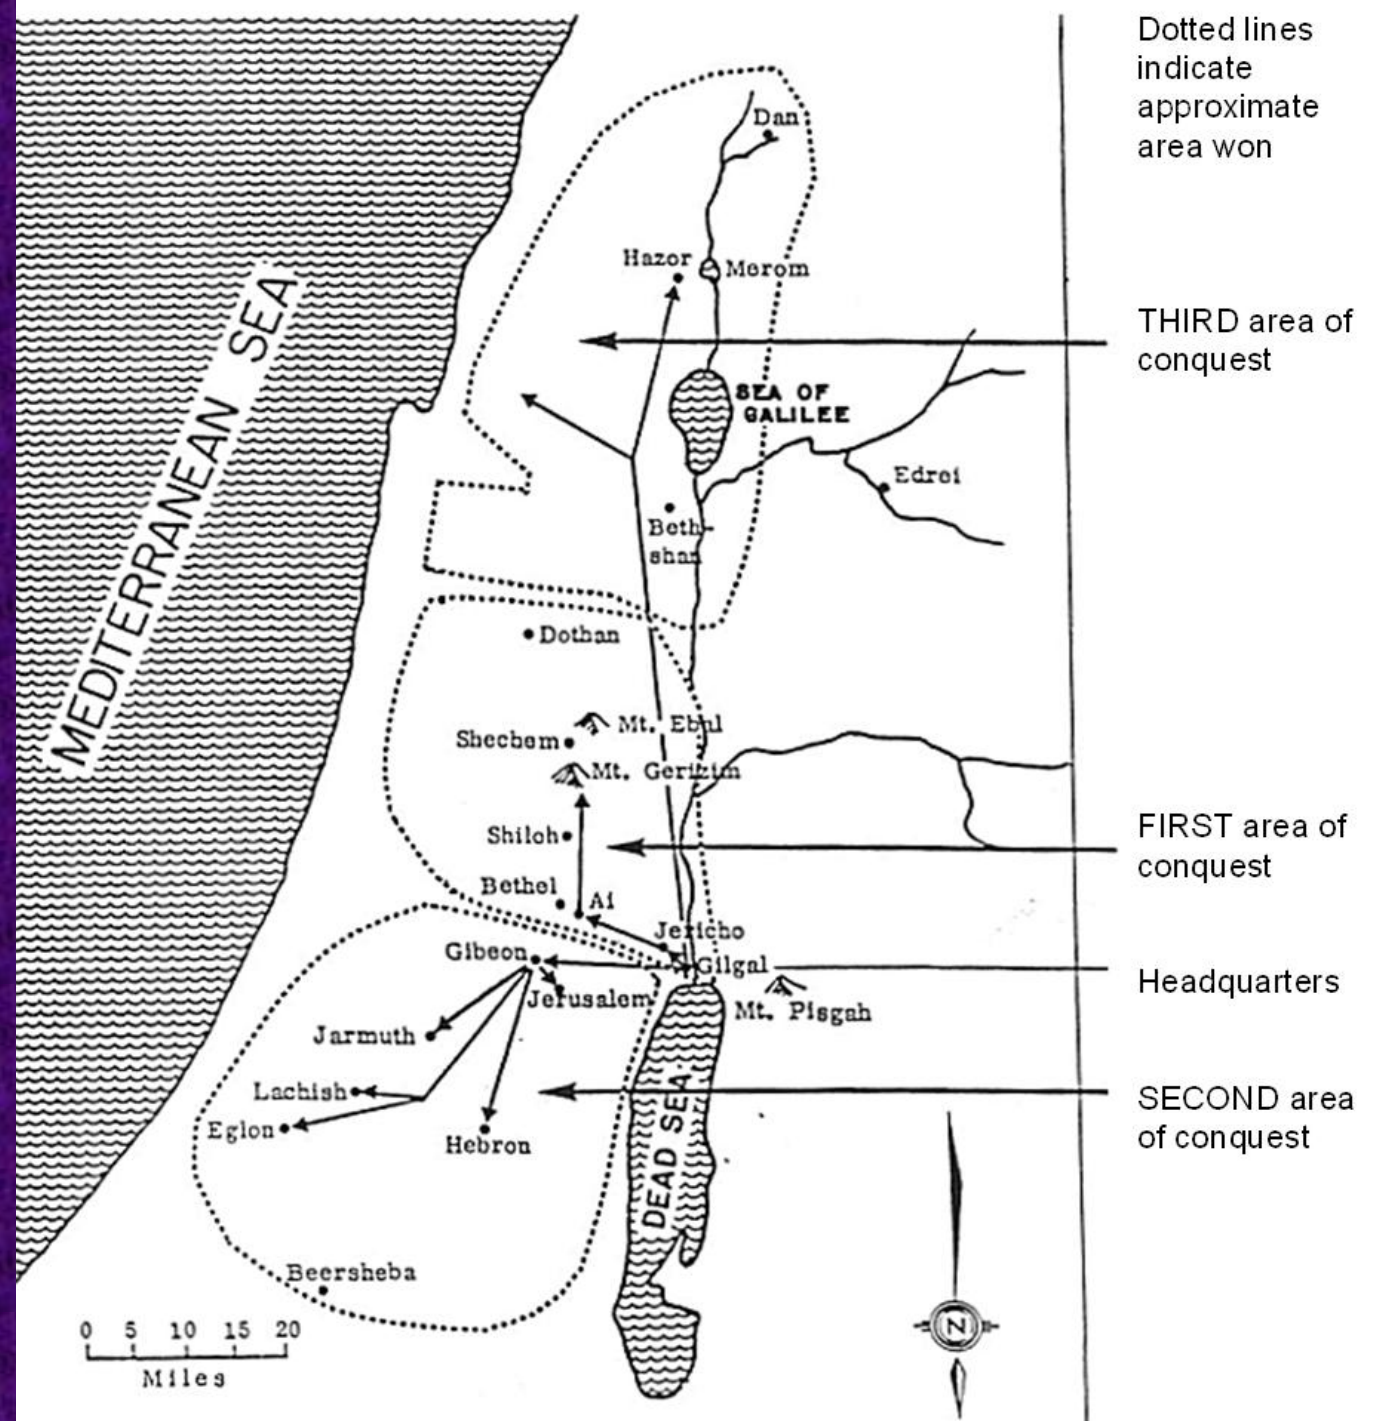 Dotted lines
indicate
approximate
area won
Dan
Hazor
Merom
THIRD area of
conquest
SEA OF
GALILEE
MEDITERRANEAN SEA
Edrei
Beth-
shan
Dothan
Mt. Ebal
Shechem
Mt. Gerizim
Shiloh
FIRST area of
conquest
Bethel
Ai
Jericho
Gibeon
Gilgal
Headquarters
Jerusalem
Mt. Pisgah
Jarmuth
Lachish
DEAD SEA
SECOND area
of conquest
Eglon
Hebron
Beersheba
0 5 10 15 20
Miles
N